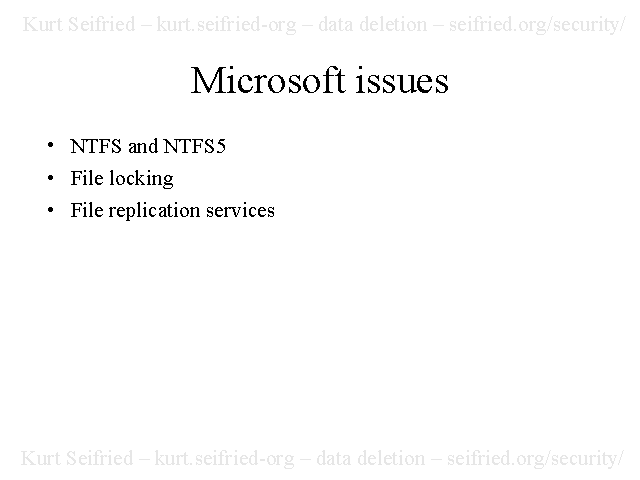 Kurt Seifried – kurt.seifried-org – data deletion – seifried.org/security/
Microsoft issues
• NTFS and NTFS5
• File locking
• File replication services
Kurt Seifried – kurt.seifried-org – data deletion – seifried.org/security/